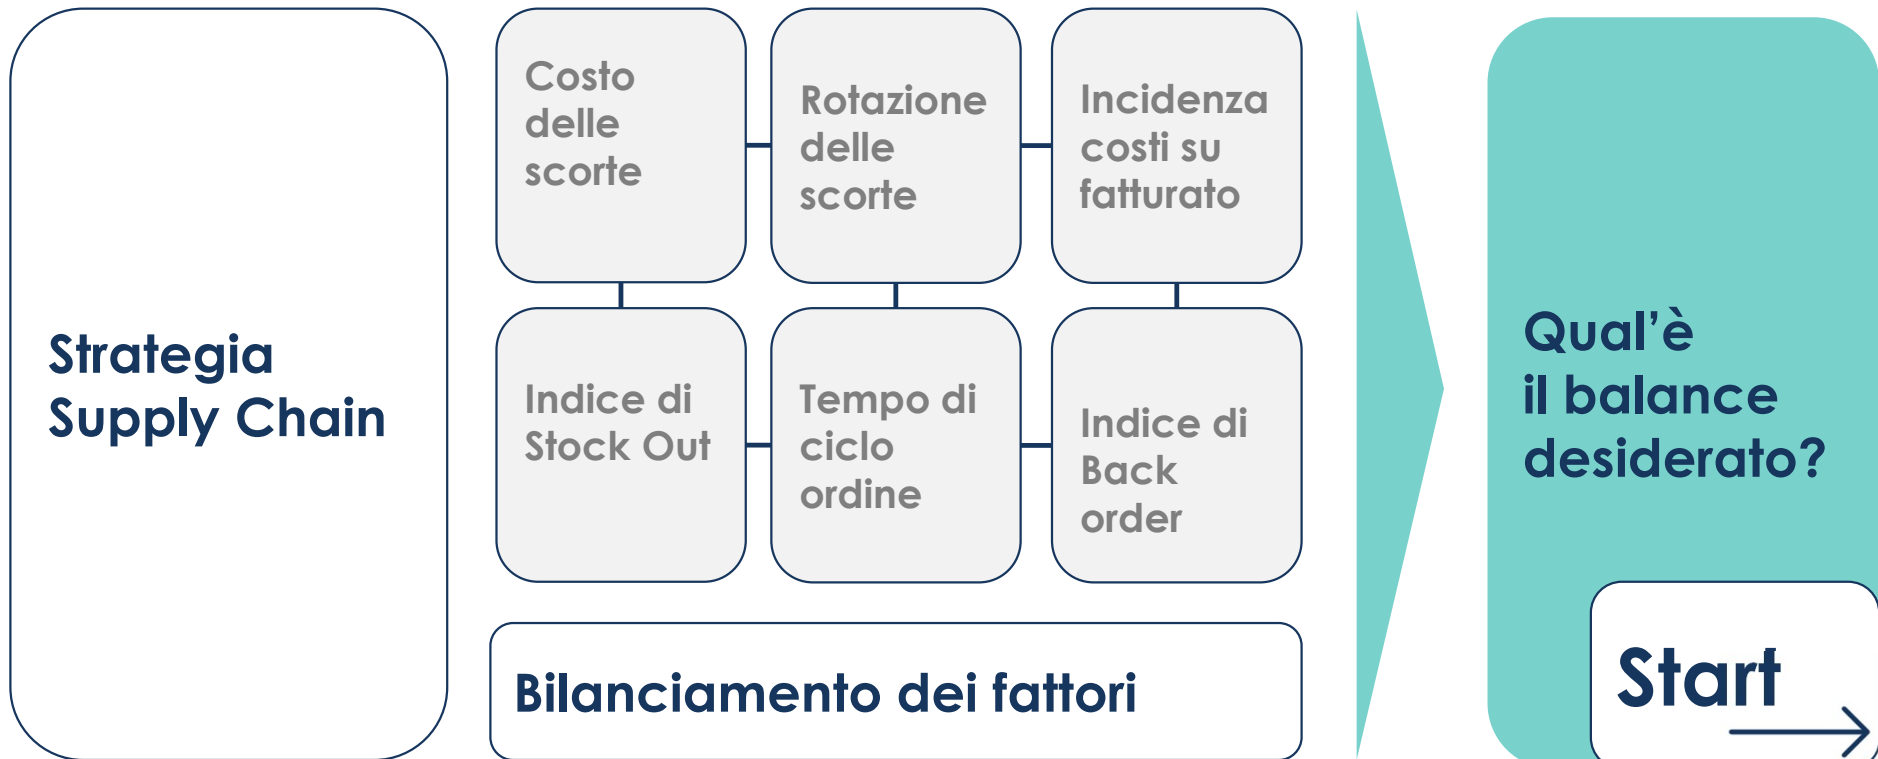 Strategia
Supply Chain
Costo
delle
scorte
Rotazione
delle
scorte
Incidenza
costi su
fatturato
Indice di
Stock Out
Tempo di
ciclo
ordine
Indice di
Back
order
Bilanciamento dei fattori
Qual’è
il balance
desiderato?
Start